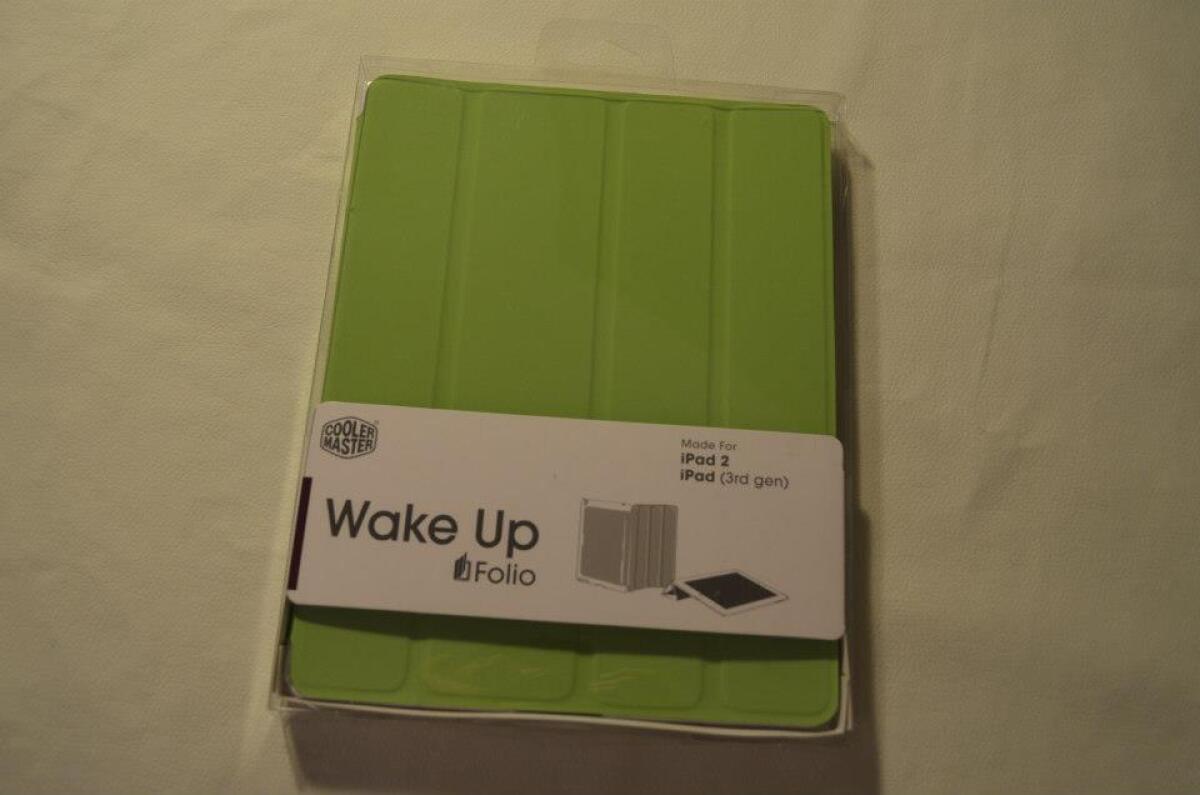 COOLER
MASTER
Made For
iPad 2
iPad (3rd gen)
Wake Up
Folio